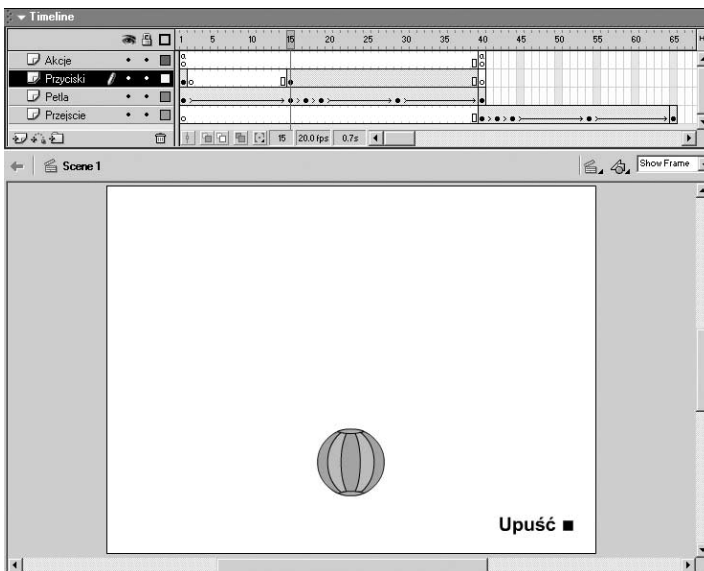 Timeline
1 5 10 15 20 25 30 35 40 45 50 55 60 65 H
Akcje
a a
Przyciski
Petla
Przejscie
15 20.0 fps 0.7s
Scene 1
Show Frame
Upuść